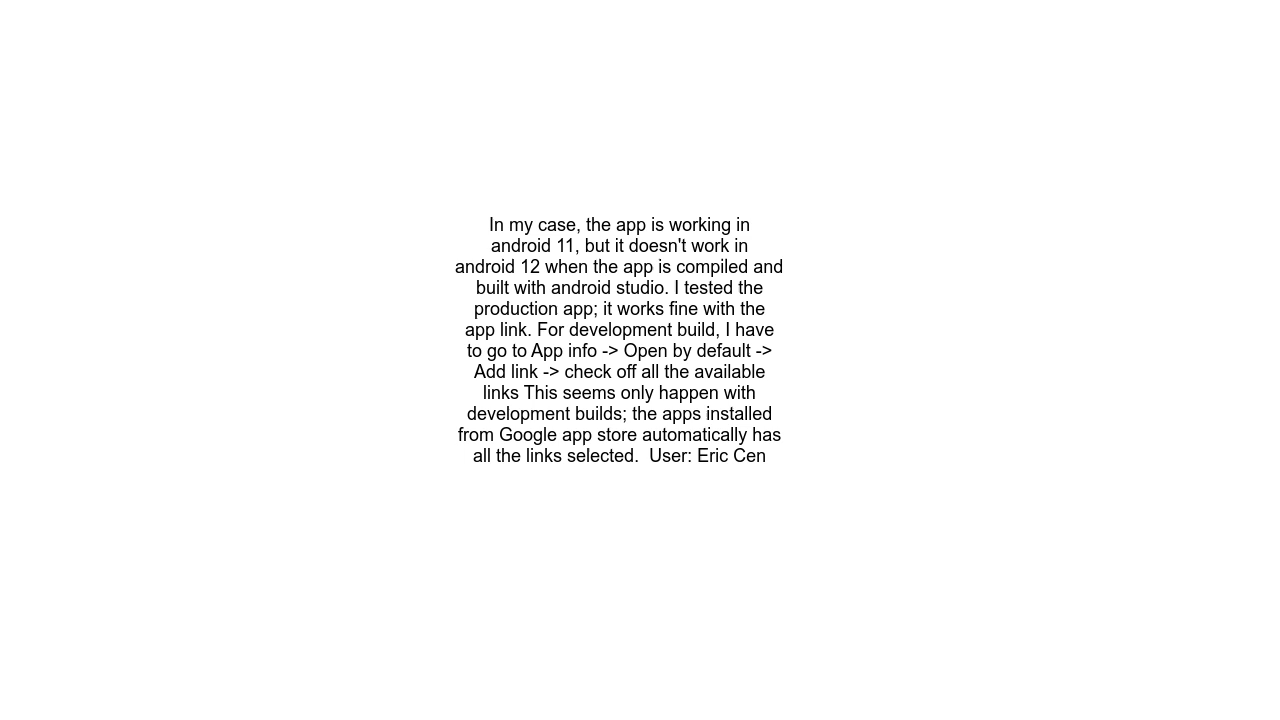 In my case, the app is working in
android 11, but it doesn't work in
android 12 when the app is compiled and
built with android studio. I tested the
production app; it works fine with the
app link. For development build, I have
to go to App info -> Open by default ->
Add link -> check off all the available
links This seems only happen with
development builds; the apps installed
from Google app store automatically has
all the links selected.  User: Eric Cen